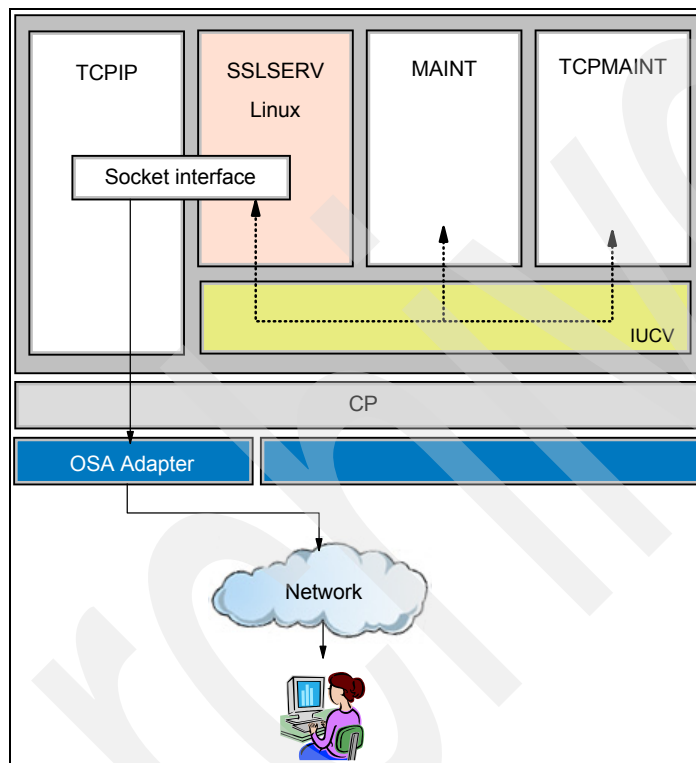 TCPIP
SSLSERV
Linux
MAINT
TCPMAINT
Socket interface
IUCV
CP
OSA Adapter
Network